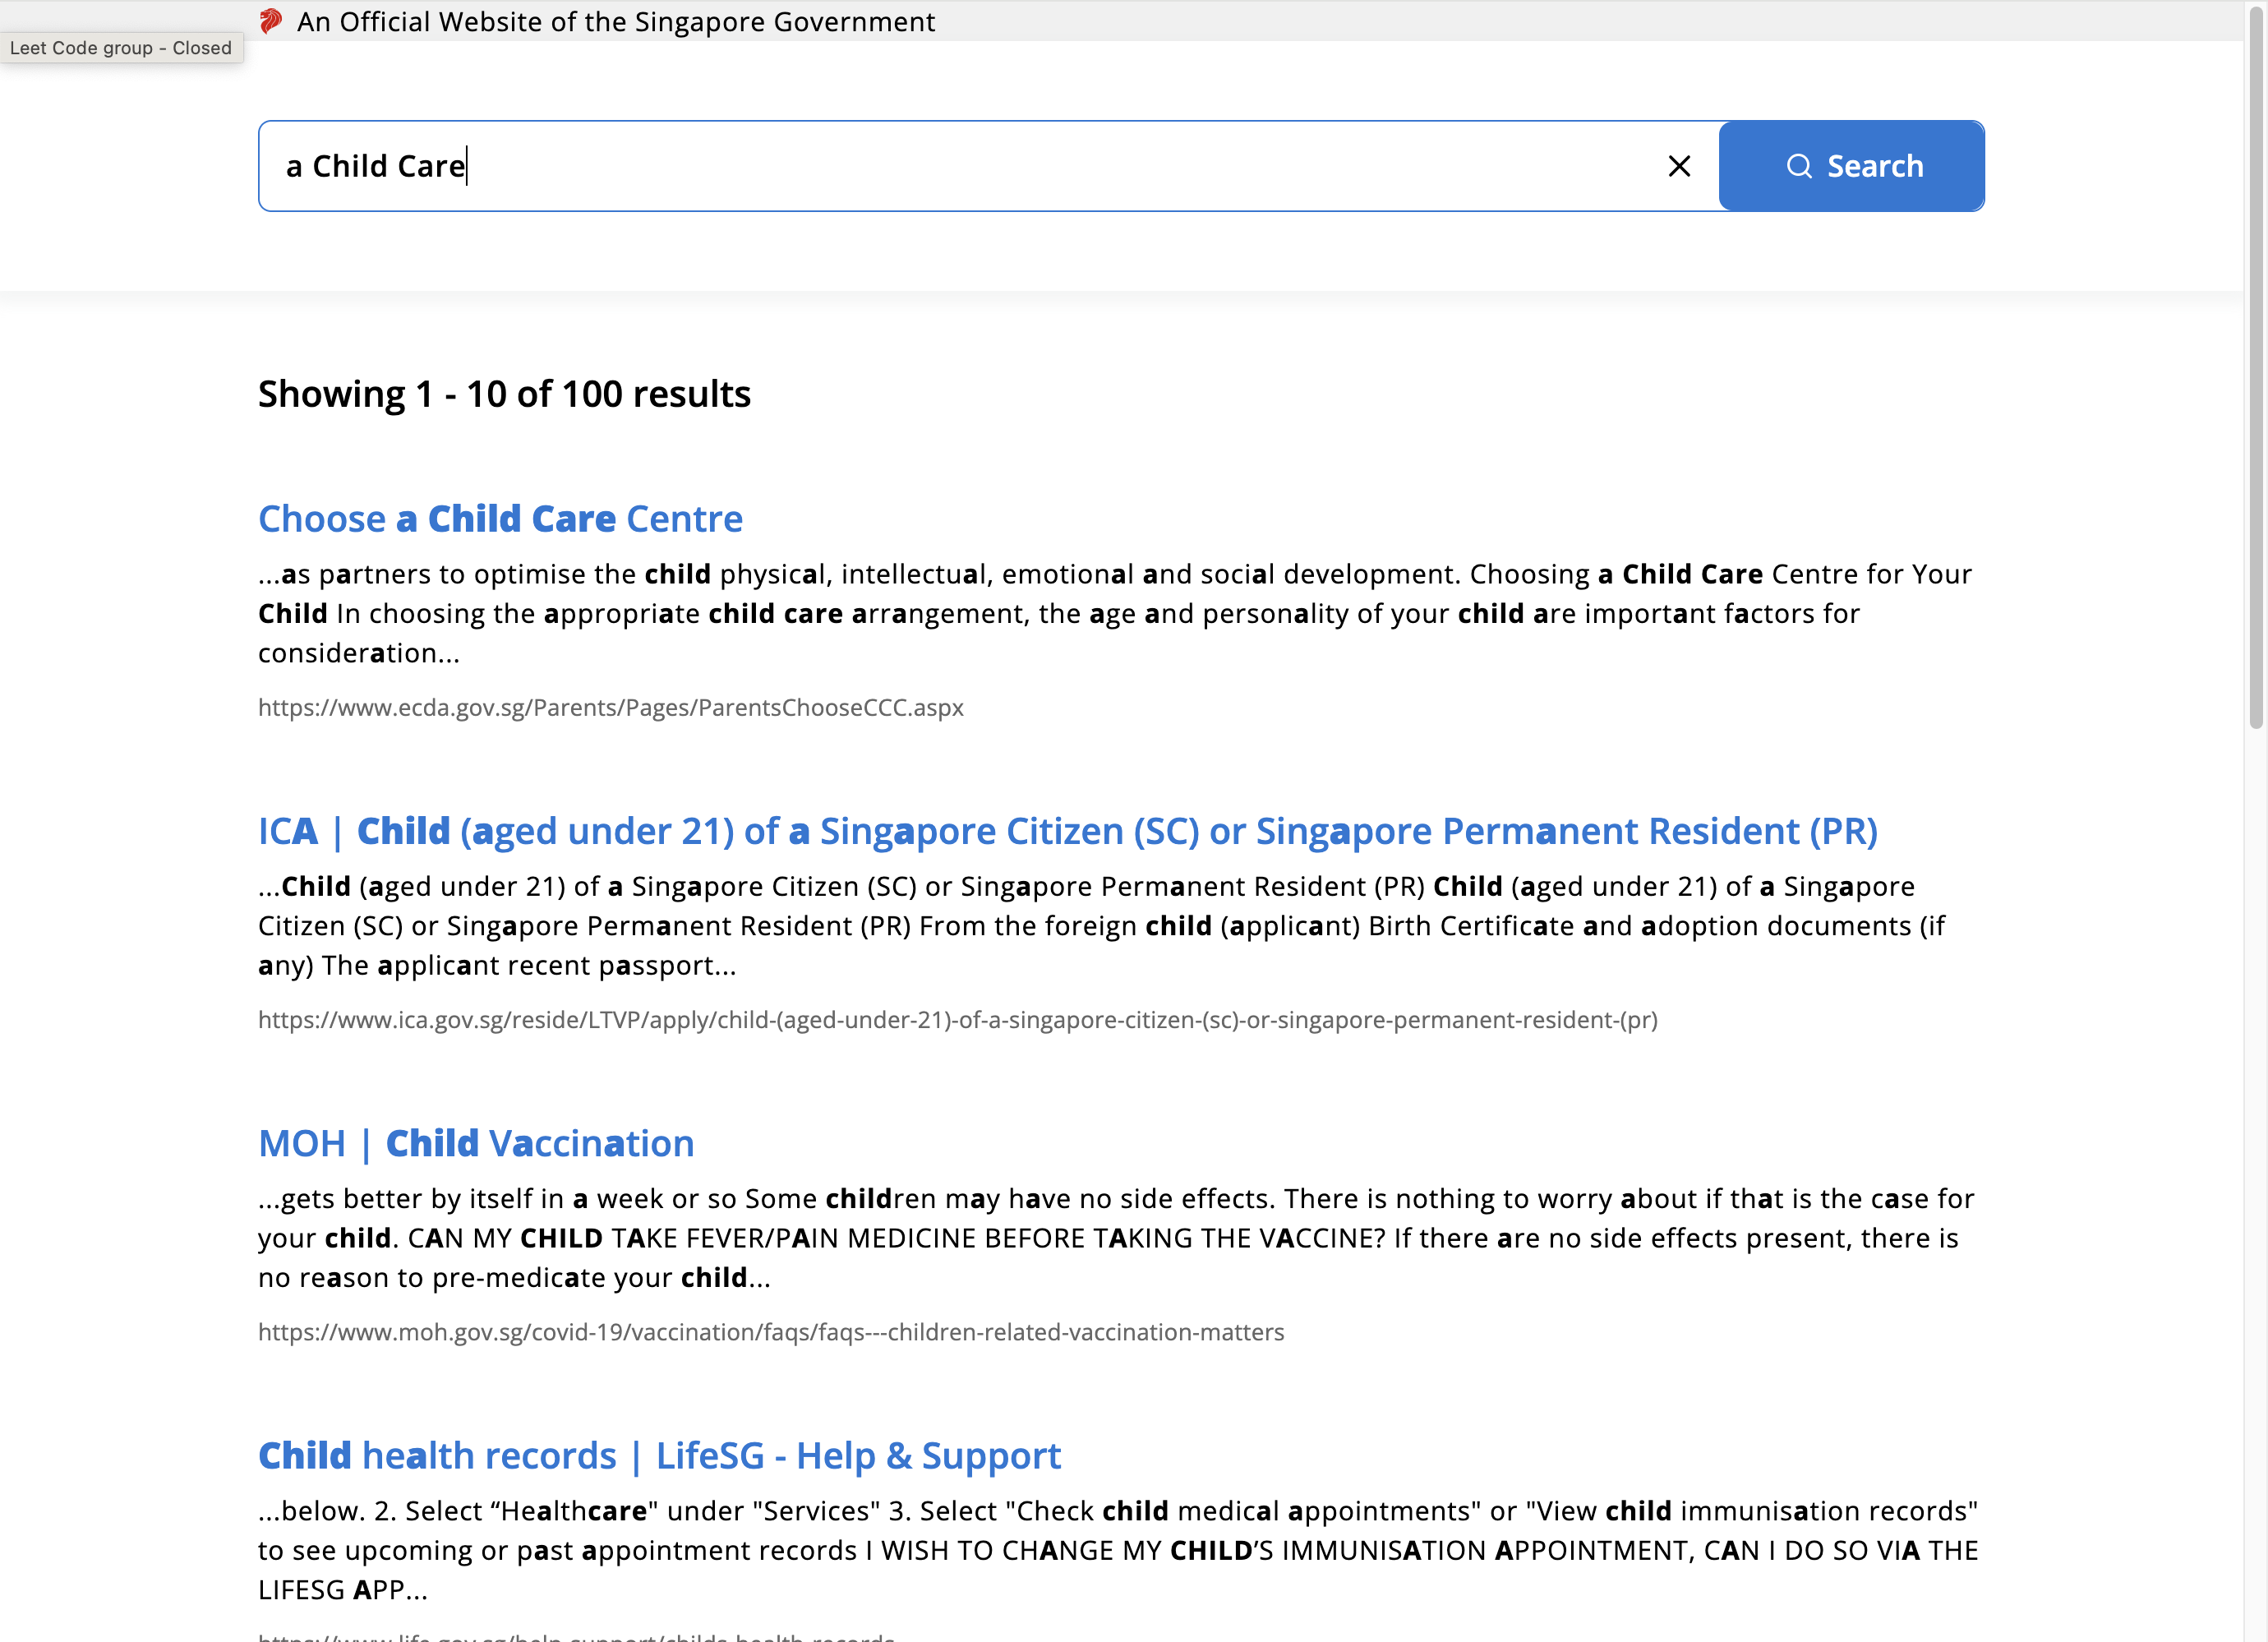 An Official Website of the Singapore Government
Leet Code group - Closed
a Child Care
Search
Showing 1 - 10 of 100 results
Choose a Child Care Centre
...as partners to optimise the child physical, intellectual, emotional and social development. Choosing a Child Care Centre for Your
Child In choosing the appropriate child care arrangement, the age and personality of your child are important factors for
consideration...
https://www.ecda.gov.sg/Parents/Pages/ParentsChooseCCC.aspx
ICA | Child (aged under 21) of a Singapore Citizen (SC) or Singapore Permanent Resident (PR)
...Child (aged under 21) of a Singapore Citizen (SC) or Singapore Permanent Resident (PR) Child (aged under 21) of a Singapore
Citizen (SC) or Singapore Permanent Resident (PR) From the foreign child (applicant) Birth Certificate and adoption documents (if
any) The applicant recent passport...
https://www.ica.gov.sg/reside/LTVP/apply/child-(aged-under-21)-of-a-singapore-citizen-(sc)-or-singapore-permanent-resident-(pr)
MOH | Child Vaccination
...gets better by itself in a week or so Some children may have no side effects. There is nothing to worry about if that is the case for
your child. CAN MY CHILD TAKE FEVER/PAIN MEDICINE BEFORE TAKING THE VACCINE? If there are no side effects present, there is
no reason to pre-medicate your child...
https://www.moh.gov.sg/covid-19/vaccination/faqs/faqs---children-related-vaccination-matters
Child health records | LifeSG - Help & Support
...below. 2. Select “Healthcare" under "Services" 3. Select "Check child medical appointments" or "View child immunisation records"
to see upcoming or past appointment records I WISH TO CHANGE MY CHILD’S IMMUNISATION APPOINTMENT, CAN I DO SO VIA THE
LIFESG APP...
https://www.life.gov.sg/help-support/childs-health-records